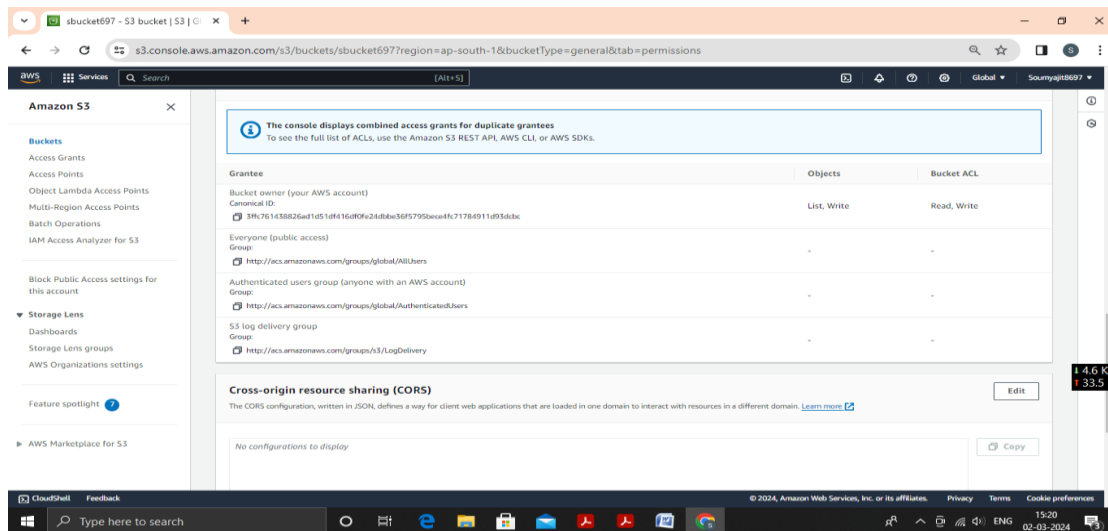 sbucket697 - S3 bucket | S3 | Gl
s3.console.aws.amazon.com/s3/buckets/sbucket697?region=ap-south-1&bucketType=general&tab=permissions
S
aws
Services
Search
[Alt+S]
Global
Soumyajit8697
Amazon S3
Buckets
Access Grants
Access Points
Object Lambda Access Points
Multi-Region Access Points
Batch Operations
IAM Access Analyzer for S3
Block Public Access settings for
this account
Storage Lens
Dashboards
Storage Lens groups
AWS Organizations settings
Feature spotlight 7
AWS Marketplace for S3
The console displays combined access grants for duplicate grantees
To see the full list of ACLs, use the Amazon S3 REST API, AWS CLI, or AWS SDKs.
Grantee Objects Bucket ACL
Bucket owner (your AWS account)
Canonical ID:
List, Write Read, Write
Everyone (public access)
Group:
http://acs.amazonaws.com/groups/global/AllUsers
- -
Authenticated users group (anyone with an AWS account)
Group:
http://acs.amazonaws.com/groups/global/AuthenticatedUsers
- -
S3 log delivery group
Group:
http://acs.amazonaws.com/groups/s3/LogDelivery
- -
Cross-origin resource sharing (CORS)
Edit
The CORS configuration, written in JSON, defines a way for client web applications that are loaded in one domain to interact with resources in a different domain. Learn more
No configurations to display
Copy
4.6 K
33.5
CloudShell Feedback
© 2024, Amazon Web Services, Inc. or its affiliates. Privacy Terms Cookie preferences
Type here to search
ENG
15:20
02-03-2024